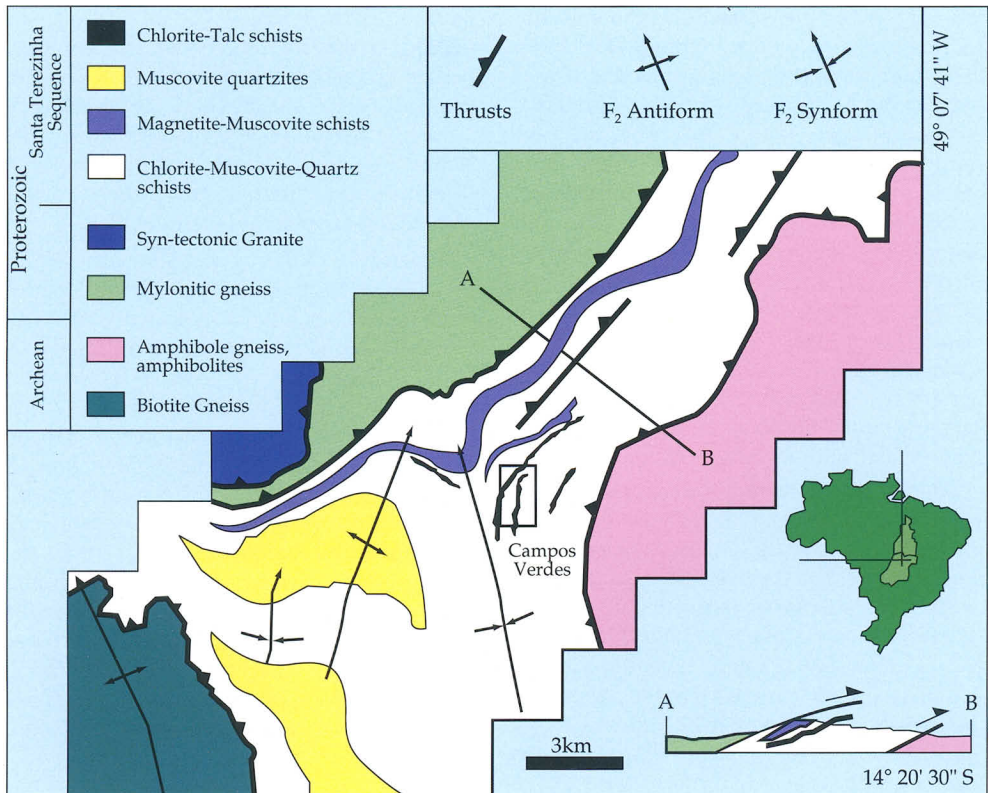 Santa Terezinha
Sequence
Proterozoic
Archean
Chlorite-Talc schists
Muscovite quartzites
Magnetite-Muscovite schists
Chlorite-Muscovite-Quartz
schists
Syn-tectonic Granite
Mylonitic gneiss
Amphibole gneiss,
amphibolites
Biotite Gneiss
Thrusts
F₂ Antiform
F₂ Synform
49° 07' 41" W
A
B
Campos
Verdes
A
B
3km
14° 20' 30" S